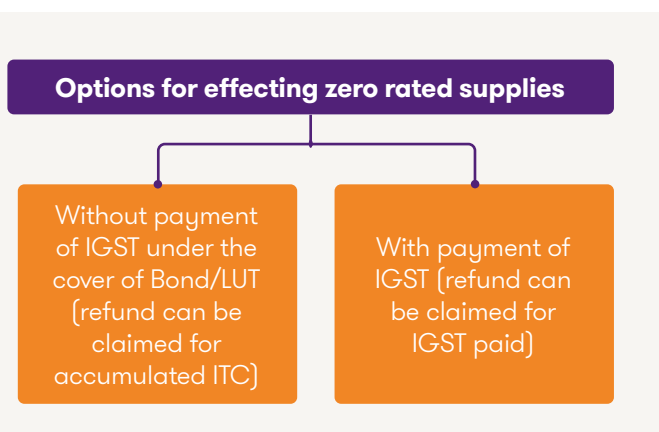 Options for effecting zero rated supplies
Without payment
of IGST under the
cover of Bond/LUT
(refund can be
claimed for
accumulated ITC)
With payment of
IGST (refund can
be claimed for
IGST paid)